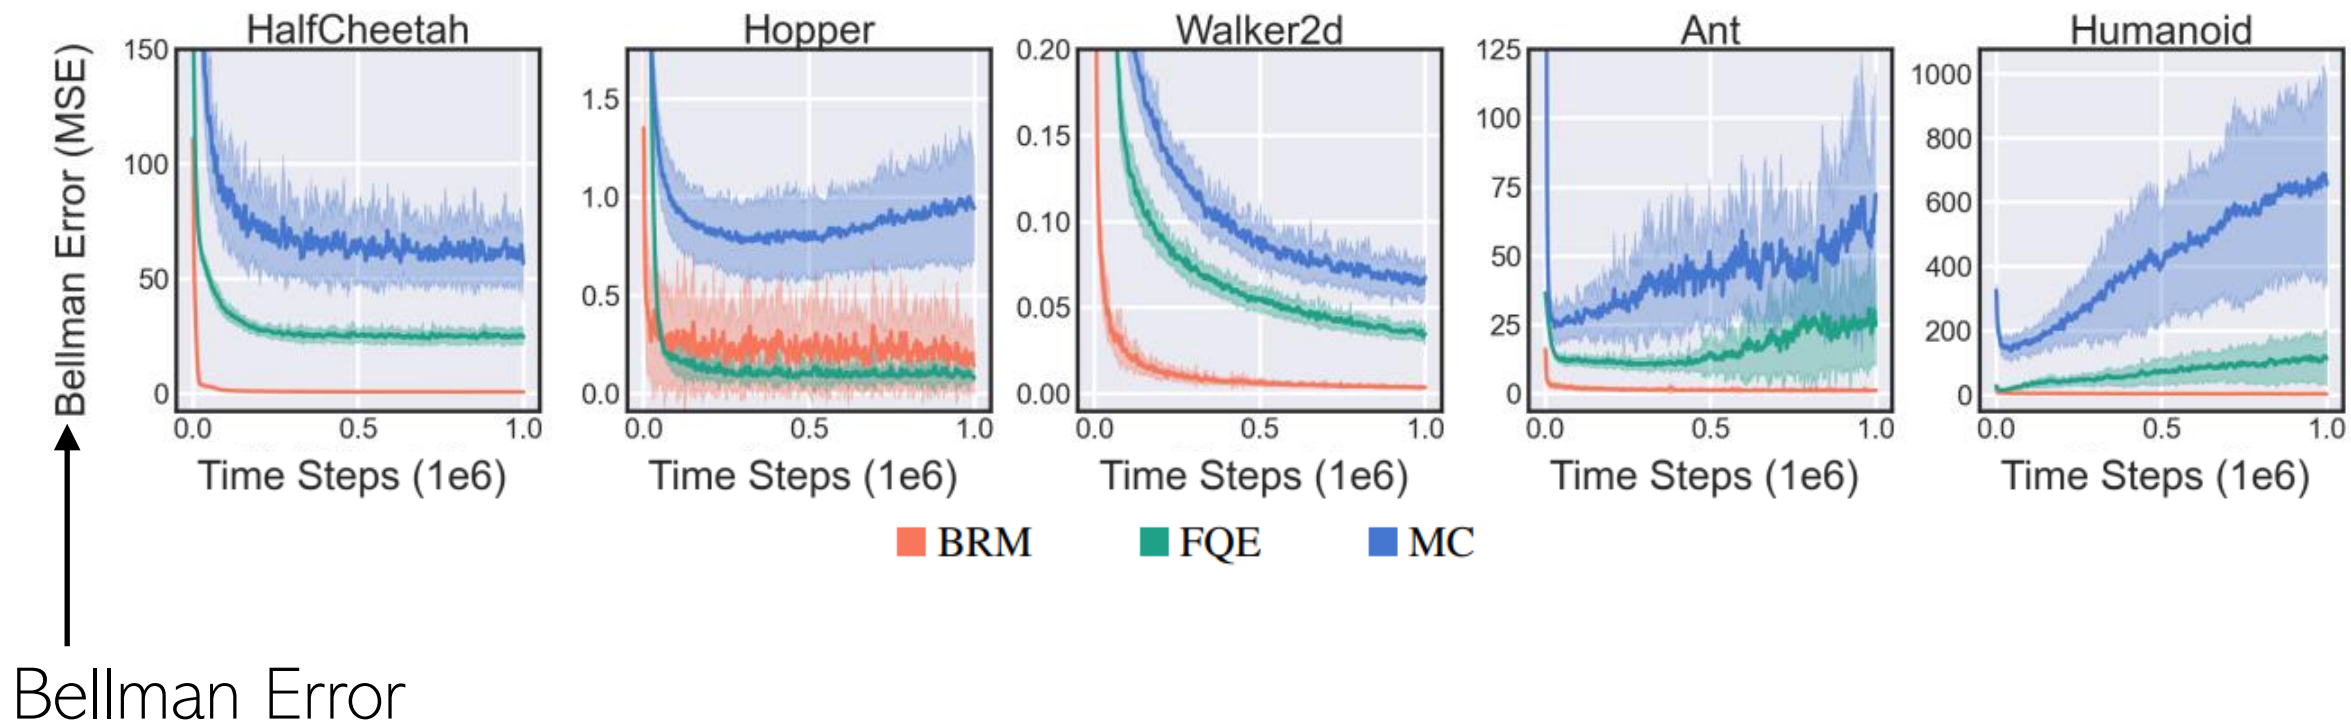 HalfCheetah
Hopper
Walker2d
Ant
Humanoid
Bellman Error (MSE)
150
100
50
0
0.0 0.5 1.0
Time Steps (1e6)
1.5
1.0
0.5
0.0
0.0 0.5 1.0
Time Steps (1e6)
0.20
0.15
0.10
0.05
0.00
0.0 0.5 1.0
Time Steps (1e6)
125
100
75
50
25
0
0.0 0.5 1.0
Time Steps (1e6)
1000
800
600
400
200
0
0.0 0.5 1.0
Time Steps (1e6)
BRM FQE MC
Bellman Error